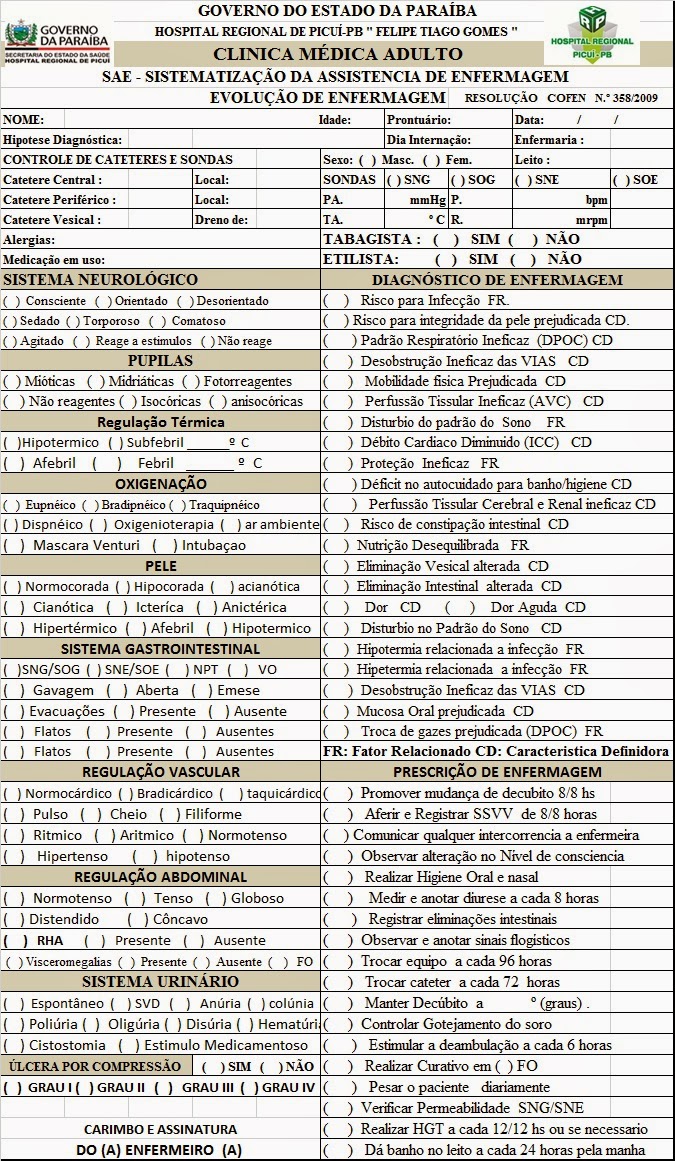 GOVERNO DO ESTADO DA PARAÍBA
HOSPITAL REGIONAL DE PICUÍ-PB " FELIPE TIAGO GOMES "
CLINICA MÉDICA ADULTO
SAE - SISTEMATIZAÇÃO DA ASSISTENCIA DE ENFERMAGEM
EVOLUÇÃO DE ENFERMAGEM RESOLUÇÃO COFEN N.º 358/2009
GOVERNO
DA PARAÍBA
SECRETARIA DO ESTADO DA SAÚDE
HOSPITAL REGIONAL DE PICUÍ
HOSPITAL REGIONAL
PICUI - PB
NOME: Idade: Prontuário: Data: / /
Hipotese Diagnóstica: Dia Internação: Enfermaria :
CONTROLE DE CATETERES E SONDAS Sexo: ( ) Masc. ( ) Fem. Leito :
Catetere Central : Local: SONDAS ( ) SNG ( ) SOG ( ) SNE ( ) SOE
Catetere Periférico : Local: PA. mmHg P. bpm
Catetere Vesical : Dreno de: TA. º C R. mrpm
Alergias: TABAGISTA : ( ) SIM ( ) NÃO
Medicação em uso: ETILISTA: ( ) SIM ( ) NÃO
SISTEMA NEUROLÓGICO
( ) Consciente ( ) Orientado ( ) Desorientado
( ) Sedado ( ) Torporoso ( ) Comatoso
( ) Agitado ( ) Reage a estimulos ( ) Não reage
PUPILAS
( ) Mióticas ( ) Midriáticas ( ) Fotorreagentes
( ) Não reagentes ( ) Isocóricas ( ) anisocóricas
Regulação Térmica
( )Hipotermico ( ) Subfebril ______º C
( ) Afebril ( ) Febril _______ º C
OXIGENAÇÃO
( ) Eupnéico ( ) Bradipnéico ( ) Traquipnéico
( ) Dispnéico ( ) Oxigenioterapia ( ) ar ambiente
( ) Mascara Venturi ( ) Intubaçao
PELE
( ) Normocorada ( ) Hipocorada ( ) acianótica
( ) Cianótica ( ) Icteríca ( ) Anictérica
( ) Hipertérmico ( ) Afebril ( ) Hipotermico
SISTEMA GASTROINTESTINAL
( )SNG/SOG ( ) SNE/SOE ( ) NPT ( ) VO
( ) Gavagem ( ) Aberta ( ) Emese
( ) Evacuações ( ) Presente ( ) Ausente
( ) Flatos ( ) Presente ( ) Ausentes
( ) Flatos ( ) Presente ( ) Ausentes
REGULAÇÃO VASCULAR
( ) Normocárdico ( ) Bradicárdico ( ) taquicárdico
( ) Pulso ( ) Cheio ( ) Filiforme
( ) Ritmico ( ) Aritmico ( ) Normotenso
( ) Hipertenso ( ) hipotenso
REGULAÇÃO ABDOMINAL
( ) Normotenso ( ) Tenso ( ) Globoso
( ) Distendido ( ) Côncavo
( ) RHA ( ) Presente ( ) Ausente
( ) Visceromegalias ( ) Presente ( ) Ausente ( ) FO
SISTEMA URINÁRIO
( ) Espontâneo ( ) SVD ( ) Anúria ( ) colúnia
( ) Poliúria ( ) Oligúria ( ) Disúria ( ) Hematúria
( ) Cistostomia ( ) Estimulo Medicamentoso
ÚLCERA POR COMPRESSÃO ( ) SIM ( ) NÃO
( ) GRAU I ( ) GRAU II ( ) GRAU III ( ) GRAU IV
CARIMBO E ASSINATURA
DO (A) ENFERMEIRO (A)
DIAGNÓSTICO DE ENFERMAGEM
( ) Risco para Infecção FR.
( ) Risco para integridade da pele prejudicada CD.
( ) Padrão Respiratório Ineficaz (DPOC) CD
( ) Desobstrução Ineficaz das VIAS CD
( ) Mobilidade fisica Prejudicada CD
( ) Perfussão Tissular Ineficaz (AVC) CD
( ) Disturbio do padrão do Sono FR
( ) Débito Cardiaco Diminuido (ICC) CD
( ) Proteção Ineficaz FR
( ) Déficit no autocuidado para banho/higiene CD
( ) Perfussão Tissular Cerebral e Renal ineficaz CD
( ) Risco de constipação intestinal CD
( ) Nutrição Desequilibrada FR
( ) Eliminação Vesical alterada CD
( ) Eliminação Intestinal alterada CD
( ) Dor CD ( ) Dor Aguda CD
( ) Disturbio no Padrão do Sono CD
( ) Hipotermia relacionada a infecção FR
( ) Hipetermia relacionada a infecção FR
( ) Desobstrução Ineficaz das VIAS CD
( ) Mucosa Oral prejudicada CD
( ) Troca de gazes prejudicada (DPOC) FR
FR: Fator Relacionado CD: Caracteristica Definidora
PRESCRIÇÃO DE ENFERMAGEM
( ) Promover mudança de decubito 8/8 hs
( ) Aferir e Registrar SSVV de 8/8 horas
( ) Comunicar qualquer intercorrencia a enfermeira
( ) Observar alteração no Nível de consciencia
( ) Realizar Higiene Oral e nasal
( ) Medir e anotar diurese a cada 8 horas
( ) Registrar eliminações intestinais
( ) Observar e anotar sinais flogisticos
( ) Trocar equipo a cada 96 horas
( ) Trocar cateter a cada 72 horas
( ) Manter Decúbito a º (graus) .
( ) Controlar Gotejamento do soro
( ) Estimular a deambulação a cada 6 horas
( ) Realizar Curativo em ( ) FO
( ) Pesar o paciente diariamente
( ) Verificar Permeabilidade SNG/SNE
( ) Realizar HGT a cada 12/12 hs ou se necessario
( ) Dá banho no leito a cada 24 horas pela manha